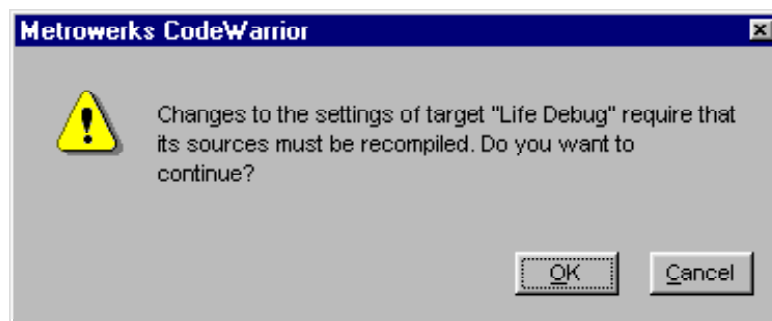 Metrowerks CodeWarrior
Changes to the settings of target "Life Debug" require that
its sources must be recompiled. Do you want to
continue?
OK Cancel